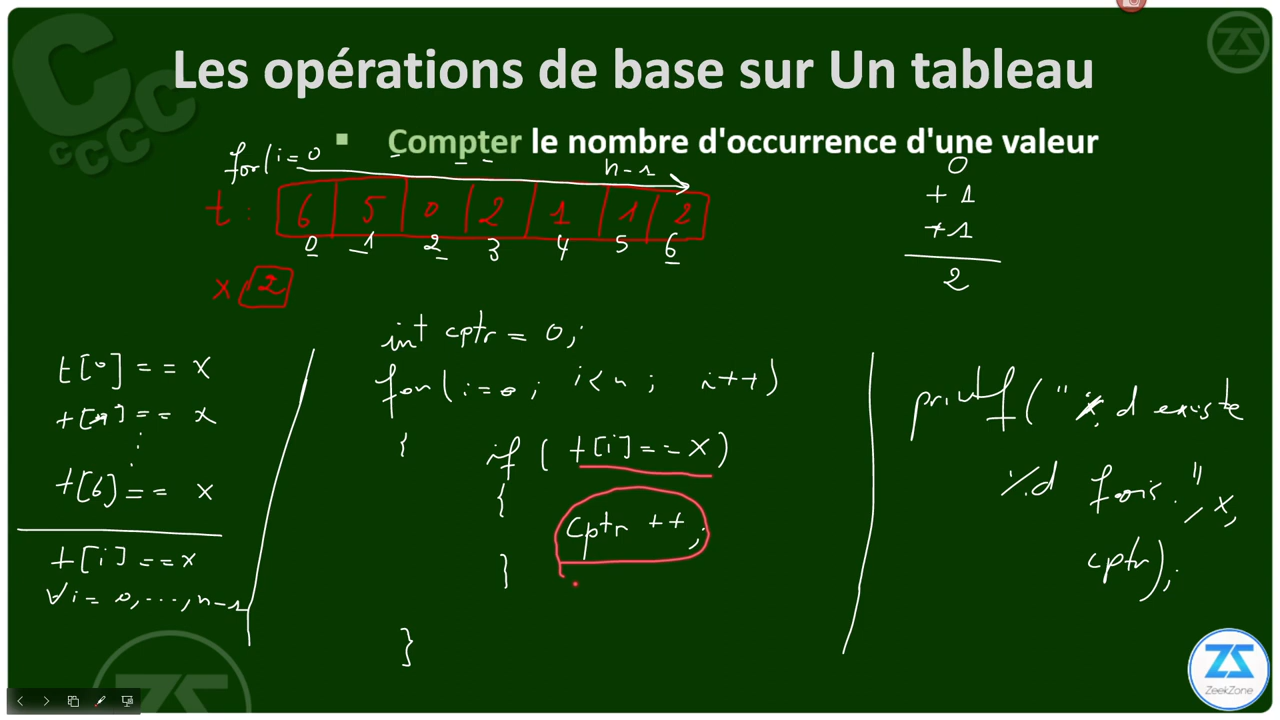 Les opérations de base sur Un tableau
Compter le nombre d'occurrence d'une valeur
for(i=0 n-1
t: 6 5 0 2 1 1 2
0 1 2 3 4 5 6
x 2
0
+1
+1
2
t[0]== x
t[1]== x
:
t[6]== x
t[i]==x
∀i= 0,...,n-1
int cptr = 0;
for(i=0; i<n; i++)
{
if (t[i]==x)
{
cptr ++;
}
}
printf("%d existe
%d fois.", x,
cptr);
ZS
ZeekZone